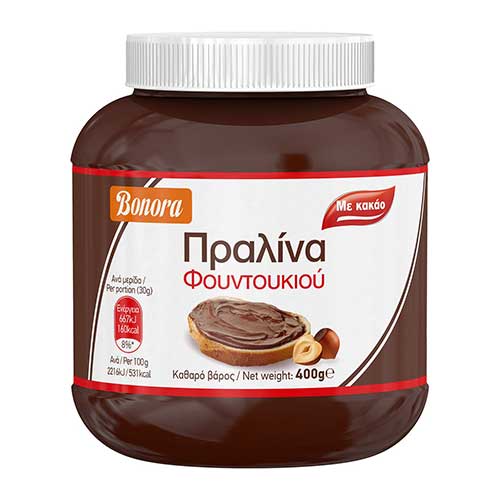 Bonora
Με κακάο
Πραλίνα
Φουντουκιού
Ανά μερίδα /
Per portion (30g)
Ενέργεια
667kJ
160kcal
8%*
Ανά / Per 100g
2216kJ / 531kcal
Καθαρό βάρος / Net weight: 400g℮